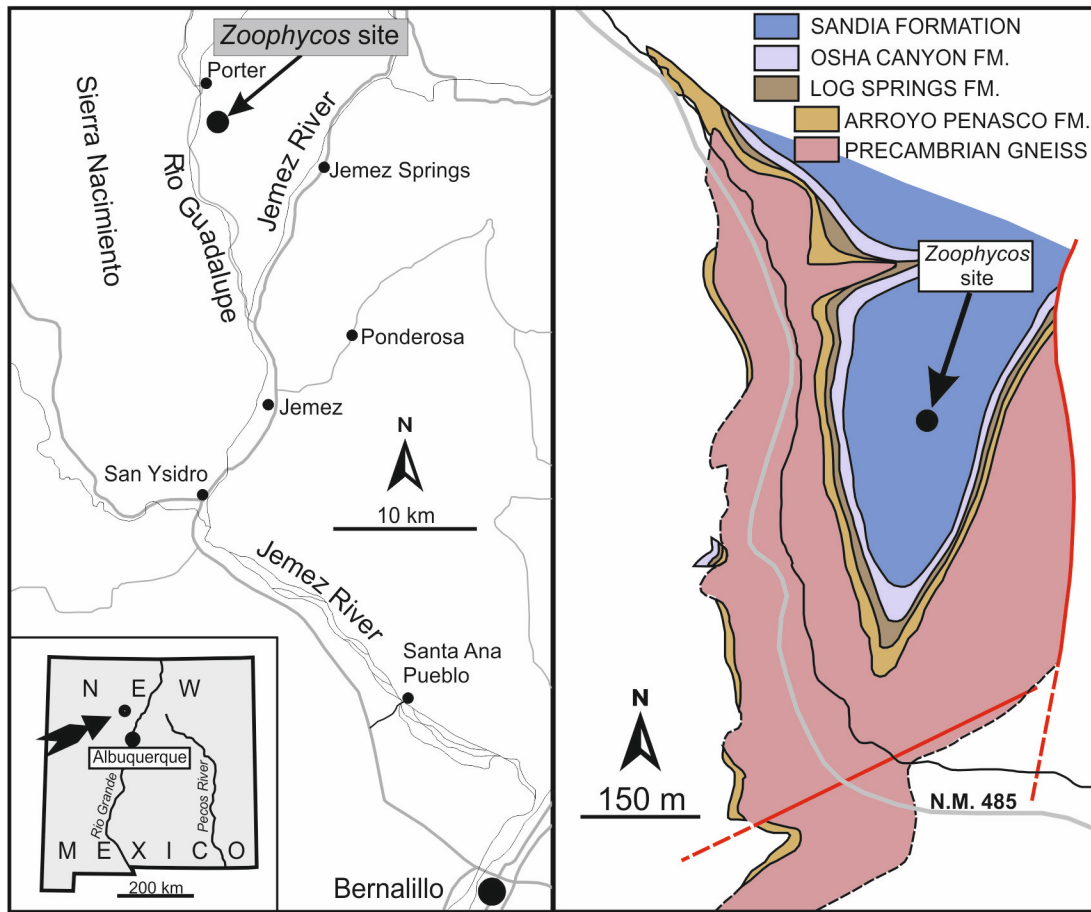 Zoophycos site
Porter
Sierra Nacimiento
Rio Guadalupe
Jemez River
Jemez Springs
Ponderosa
Jemez
N
San Ysidro
10 km
Jemez River
Santa Ana
Pueblo
Bernalillo
N E W
Albuquerque
Rio Grande
Pecos River
M E X I C O
200 km
SANDIA FORMATION
OSHA CANYON FM.
LOG SPRINGS FM.
ARROYO PENASCO FM.
PRECAMBRIAN GNEISS
Zoophycos
site
N
150 m
N.M. 485